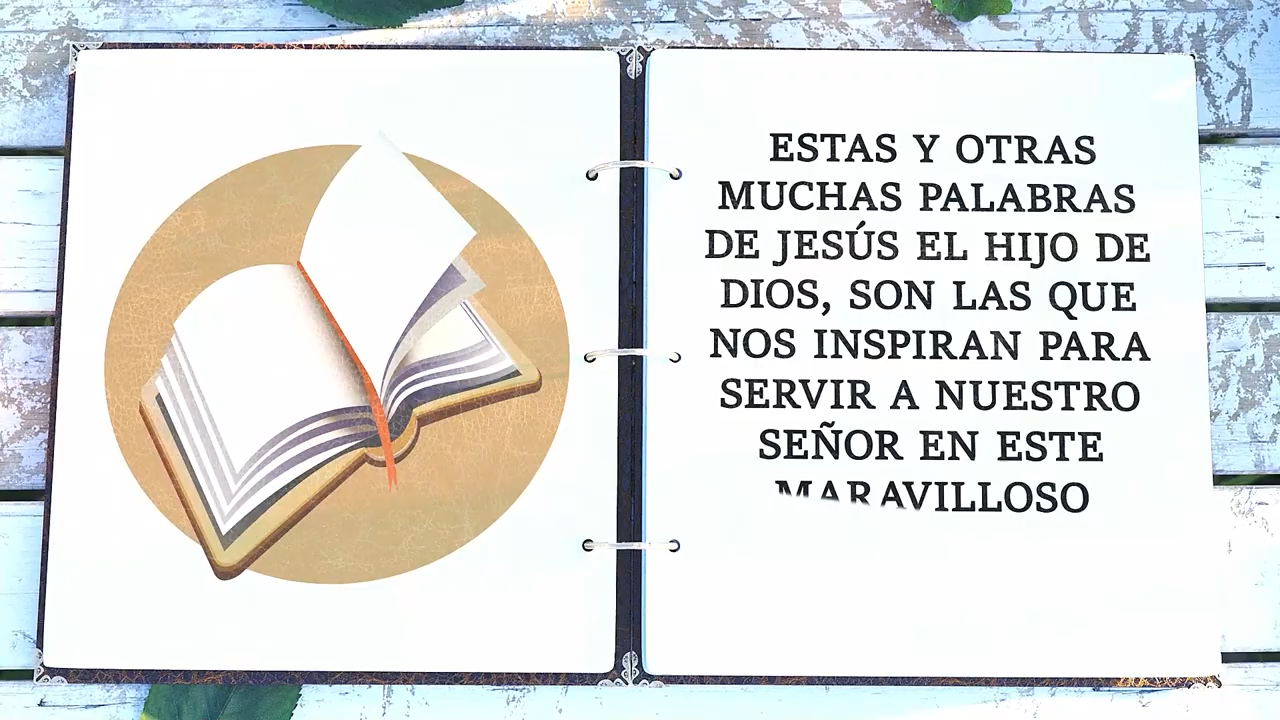 ESTAS Y OTRAS
MUCHAS PALABRAS
DE JESÚS EL HIJO DE
DIOS, SON LAS QUE
NOS INSPIRAN PARA
SERVIR A NUESTRO
SEÑOR EN ESTE
MARAVILLOSO